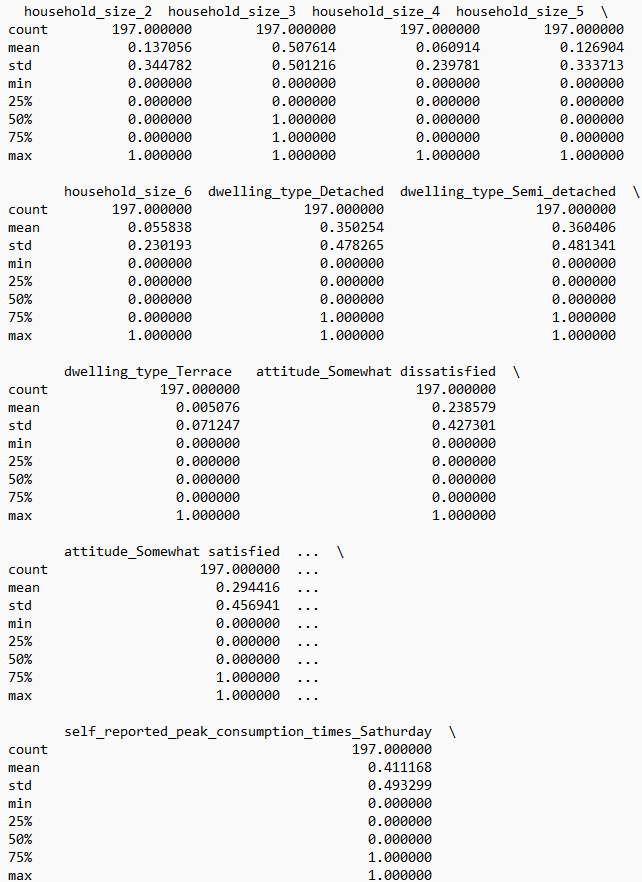 household_size_2 household_size_3 household_size_4 household_size_5 \
count 197.000000 197.000000 197.000000 197.000000
mean 0.137056 0.507614 0.060914 0.126904
std 0.344782 0.501216 0.239781 0.333713
min 0.000000 0.000000 0.000000 0.000000
25% 0.000000 0.000000 0.000000 0.000000
50% 0.000000 1.000000 0.000000 0.000000
75% 0.000000 1.000000 0.000000 0.000000
max 1.000000 1.000000 1.000000 1.000000
household_size_6 dwelling_type_Detached dwelling_type_Semi_detached \
count 197.000000 197.000000 197.000000
mean 0.055838 0.350254 0.360406
std 0.230193 0.478265 0.481341
min 0.000000 0.000000 0.000000
25% 0.000000 0.000000 0.000000
50% 0.000000 0.000000 0.000000
75% 0.000000 1.000000 1.000000
max 1.000000 1.000000 1.000000
dwelling_type_Terrace attitude_Somewhat dissatisfied \
count 197.000000 197.000000
mean 0.005076 0.238579
std 0.071247 0.427301
min 0.000000 0.000000
25% 0.000000 0.000000
50% 0.000000 0.000000
75% 0.000000 0.000000
max 1.000000 1.000000
attitude_Somewhat satisfied ... \
count 197.000000 ...
mean 0.294416 ...
std 0.456941 ...
min 0.000000 ...
25% 0.000000 ...
50% 0.000000 ...
75% 1.000000 ...
max 1.000000 ...
self_reported_peak_consumption_times_Sathurday \
count 197.000000
mean 0.411168
std 0.493299
min 0.000000
25% 0.000000
50% 0.000000
75% 1.000000
max 1.000000